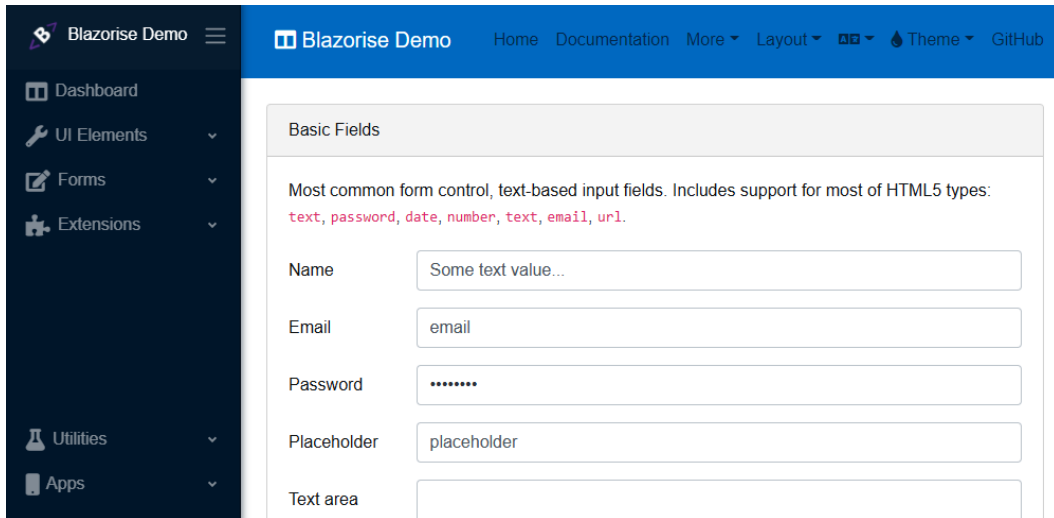 Blazorise Demo
Blazorise Demo Home Documentation More Layout Theme GitHub
Dashboard
UI Elements
Forms
Extensions
Utilities
Apps
Basic Fields
Most common form control, text-based input fields. Includes support for most of HTML5 types:
text, password, date, number, text, email, url.
Name Some text value...
Email email
Password ••••••••
Placeholder placeholder
Text area